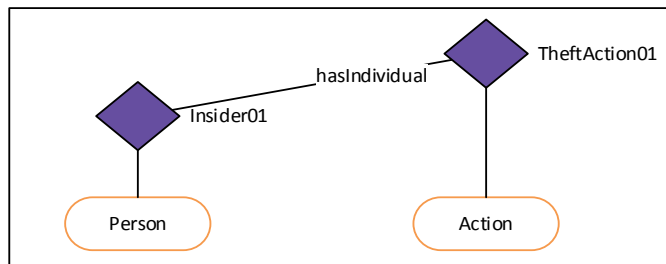 TheftAction01
hasIndividual
Insider01
Person
Action